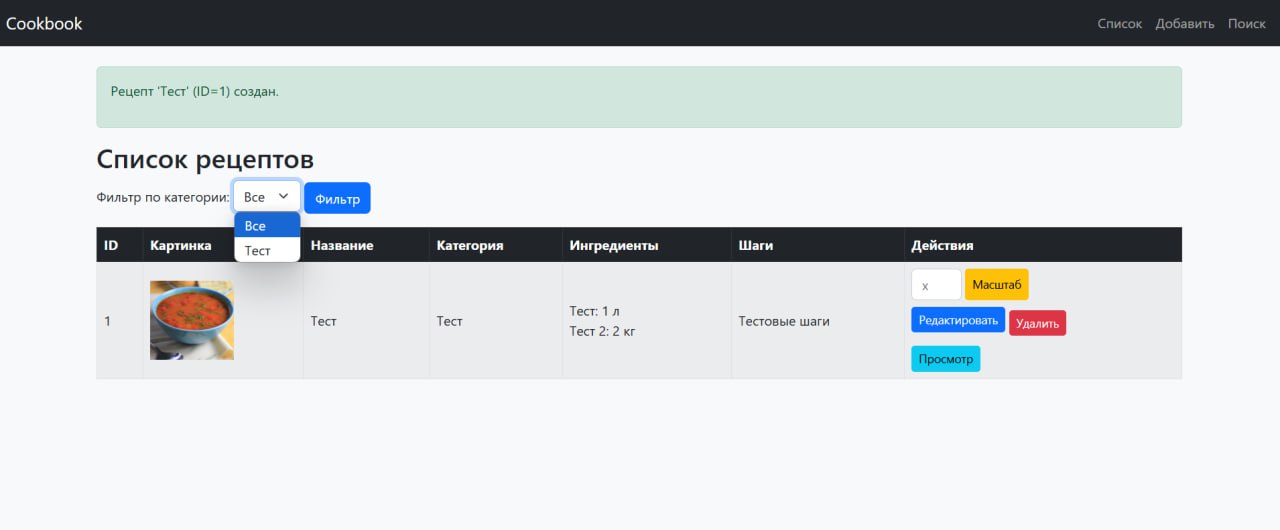 Cookbook
Список Добавить Поиск
Рецепт 'Тест' (ID=1) создан.
Список рецептов
Фильтр по категории: Все Фильтр
Все
Тест
ID Картинка Название Категория Ингредиенты Шаги Действия
1 Тест Тест Тест: 1 л
Тест 2: 2 кг
Тестовые шаги
x Масштаб
Редактировать Удалить
Просмотр